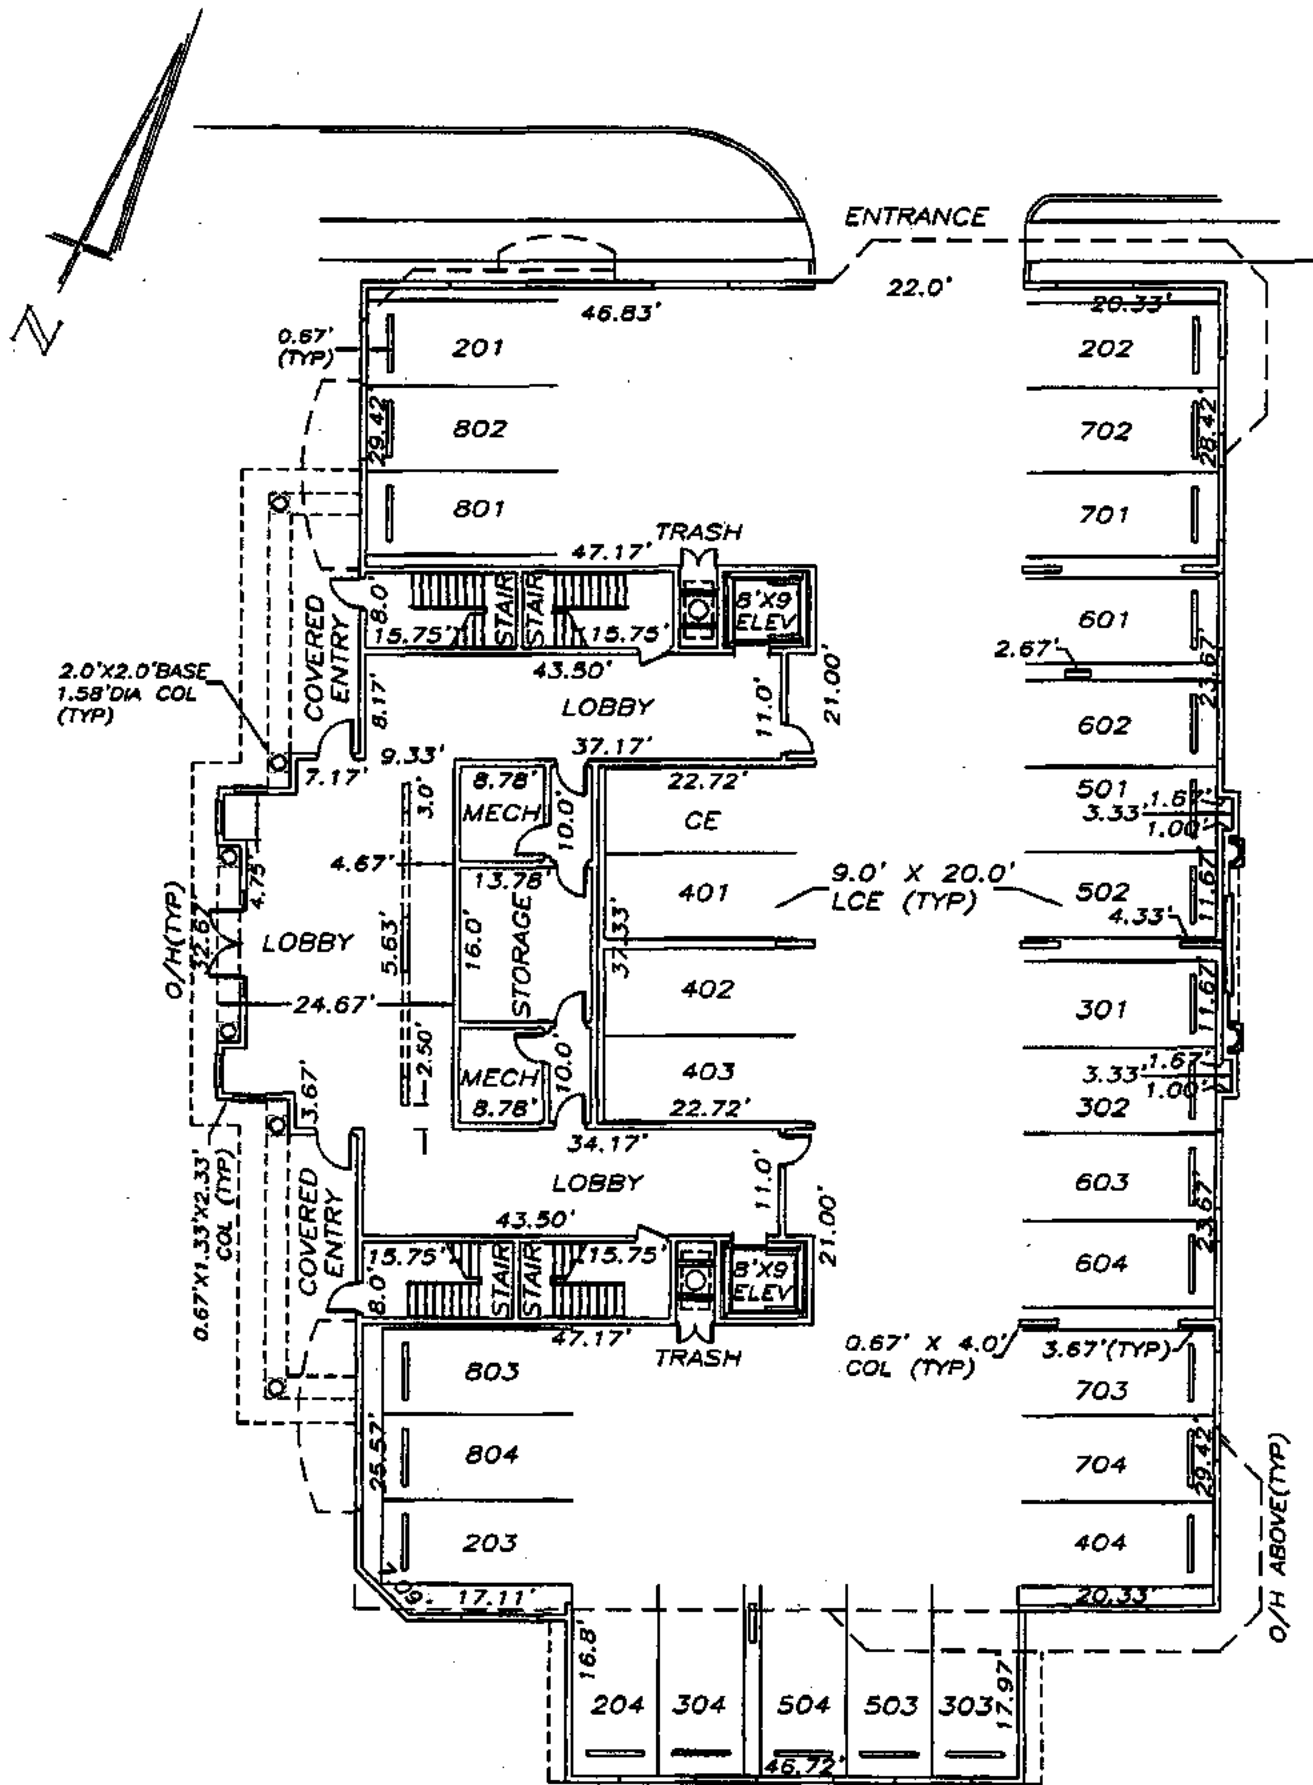 ENTRANCE
22.0'
46.83'
20.33'
N
0.67'
(TYP)
201
202
29.42'
802
702
28.42'
801
701
TRASH
47.17'
COVERED
ENTRY
8.0'
STAIR
STAIR
15.75'
15.75'
8'X9'
ELEV
601
2.67'
23.67'
43.50'
2.0'X2.0'BASE
1.58'DIA COL
(TYP)
8.17'
LOBBY
11.0'
21.00'
602
9.33'
37.17'
7.17'
8.78'
MECH
10.0'
3.0'
22.72'
CE
501
3.33'
1.67'
1.00'
4.75'
4.67'
13.78'
401
9.0' X 20.0'
LCE (TYP)
502
11.67'
4.33'
O/H(TYP)
32.67'
LOBBY
5.63'
16.0'
STORAGE
37.33'
24.67'
402
301
11.67'
2.50'
MECH
8.78'
10.0'
403
3.33'
1.67'
1.00'
302
3.67'
22.72'
34.17'
0.67'X1.33'X2.33'
COL (TYP)
COVERED
ENTRY
LOBBY
11.0'
21.00'
603
23.67'
43.50'
15.75'
15.75'
8.0'
STAIR
STAIR
8'X9'
ELEV
604
47.17'
TRASH
0.67' X 4.0'
COL (TYP)
3.67'(TYP)
803
703
25.57'
804
704
29.42'
203
404
O/H ABOVE(TYP)
17.11'
20.33'
16.8'
17.97'
204
304
504
503
303
46.72'